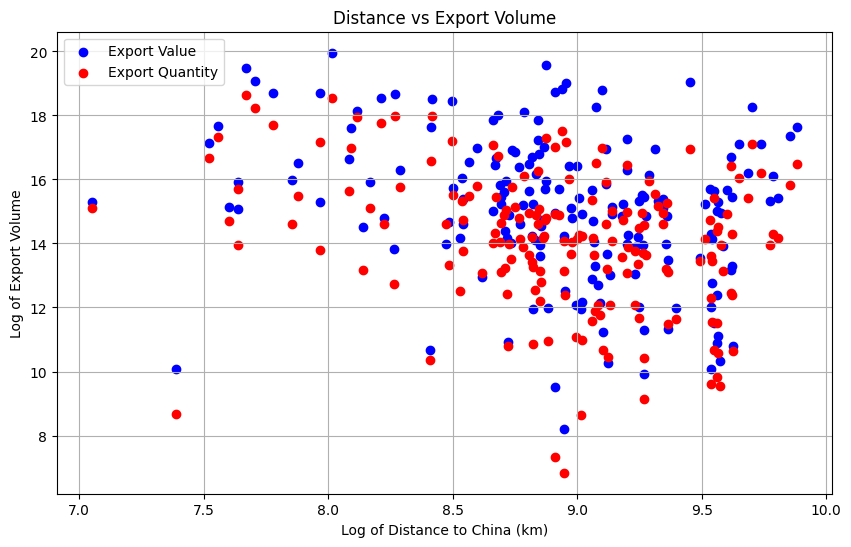 Distance vs Export Volume
Export Value
Export Quantity
Log of Export Volume
20
18
16
14
12
10
8
7.0
7.5
8.0
8.5
9.0
9.5
10.0
Log of Distance to China (km)